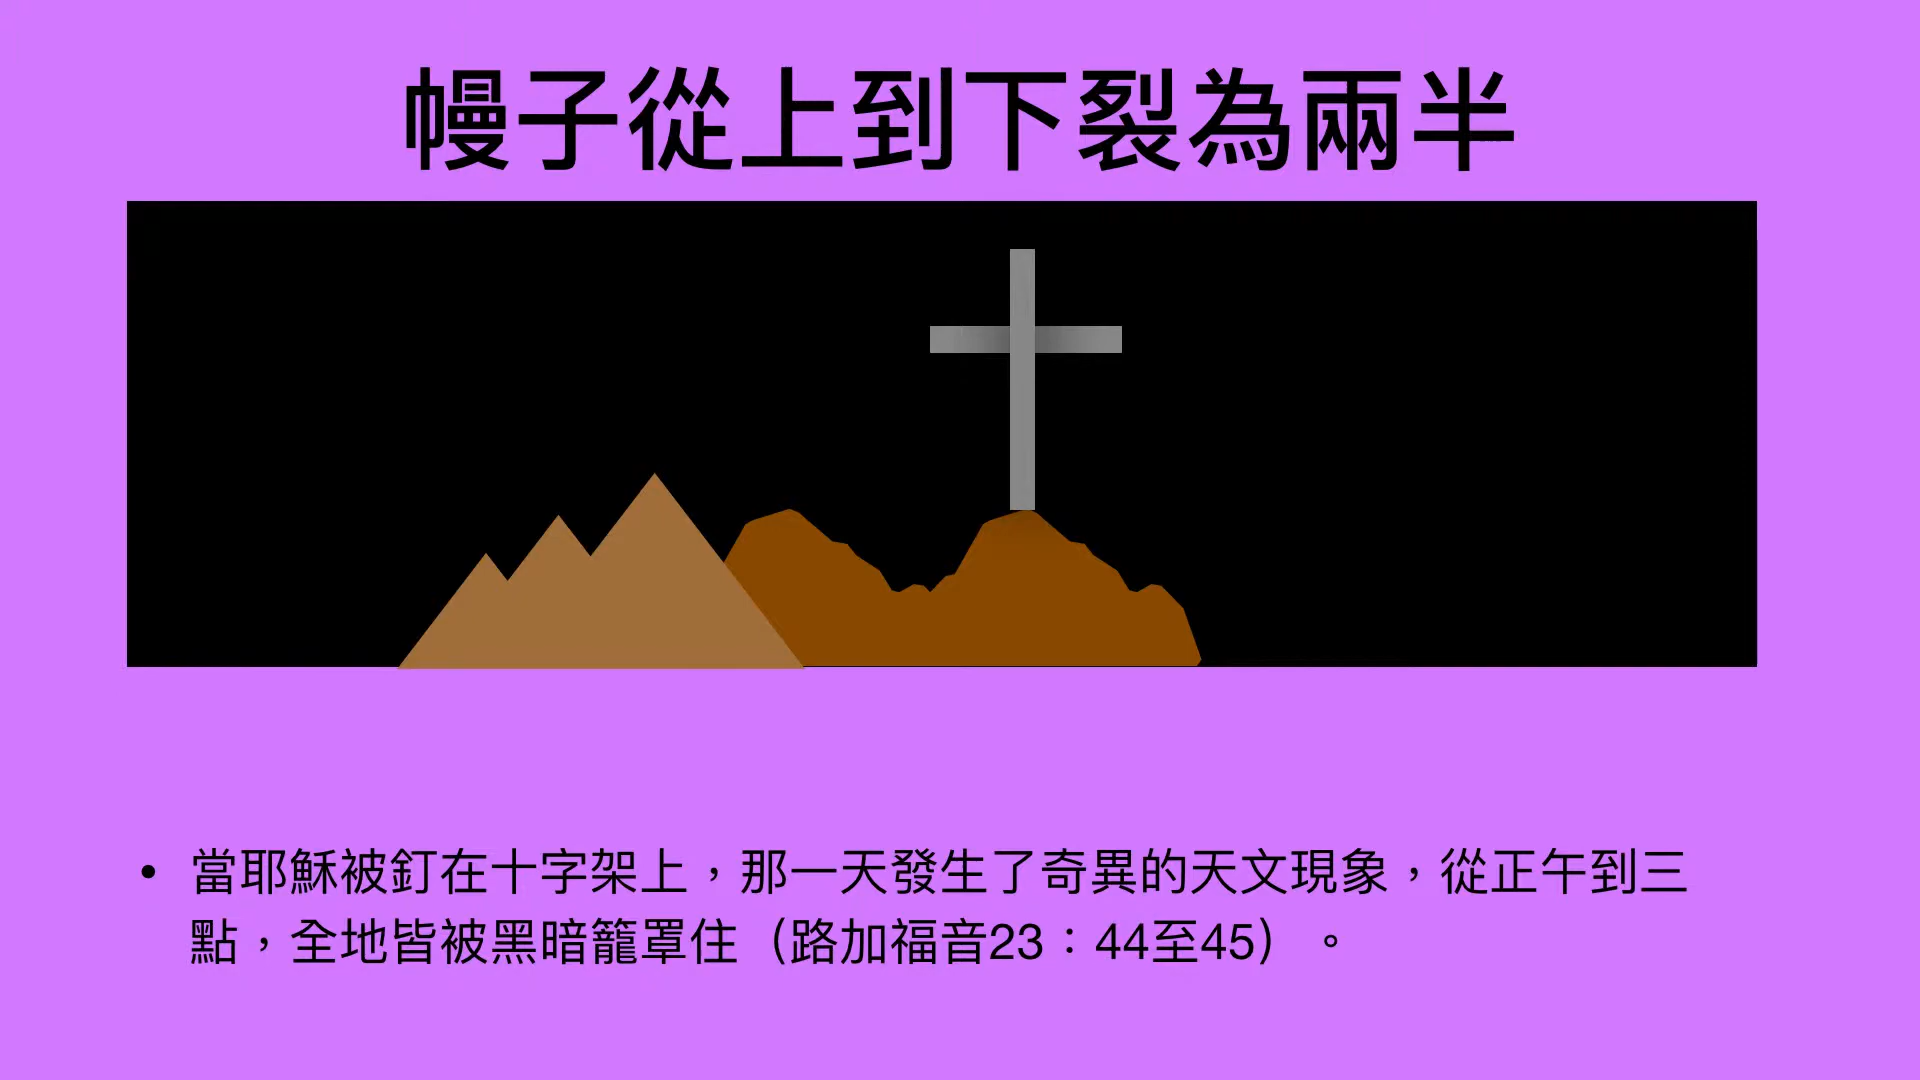 幔子從上到下裂為兩半
• 當耶穌被釘在十字架上，那一天發生了奇異的天文現象，從正午到三
點，全地皆被黑暗籠罩住（路加福音23：44至45）。